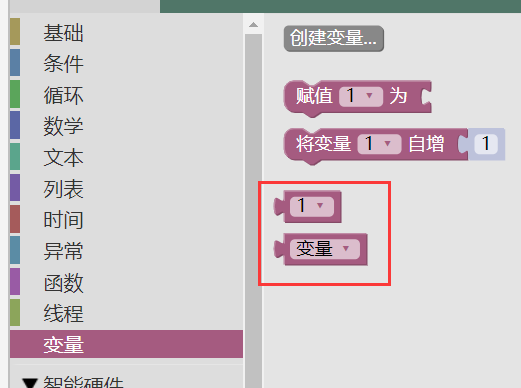 基础
条件
循环
数学
文本
列表
时间
异常
函数
线程
变量
智能硬件
创建变量...
赋值 1 为
将变量 1 自增 1
1
变量